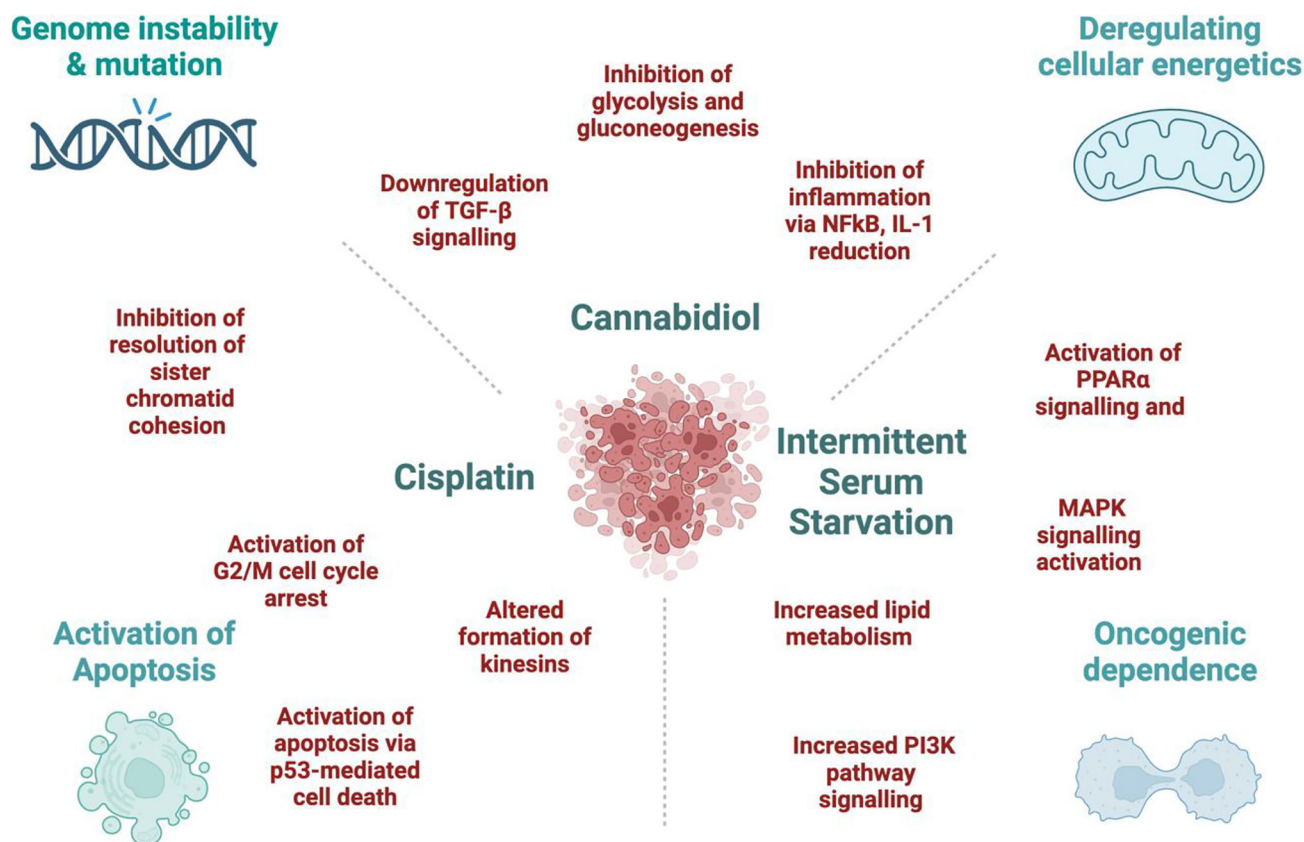 Genome instability
& mutation
Deregulating
cellular energetics
Inhibition of
glycolysis and
gluconeogenesis
Downregulation
of TGF-β
signalling
Inhibition of
inflammation
via NFkB, IL-1
reduction
Cannabidiol
Inhibition of
resolution of
sister
chromatid
cohesion
Activation of
PPARα
signalling and
Cisplatin
Intermittent
Serum
Starvation
MAPK
signalling
activation
Activation of
G2/M cell cycle
arrest
Altered
formation of
kinesins
Increased lipid
metabolism
Activation of
Apoptosis
Oncogenic
dependence
Activation of
apoptosis via
p53-mediated
cell death
Increased PI3K
pathway
signalling